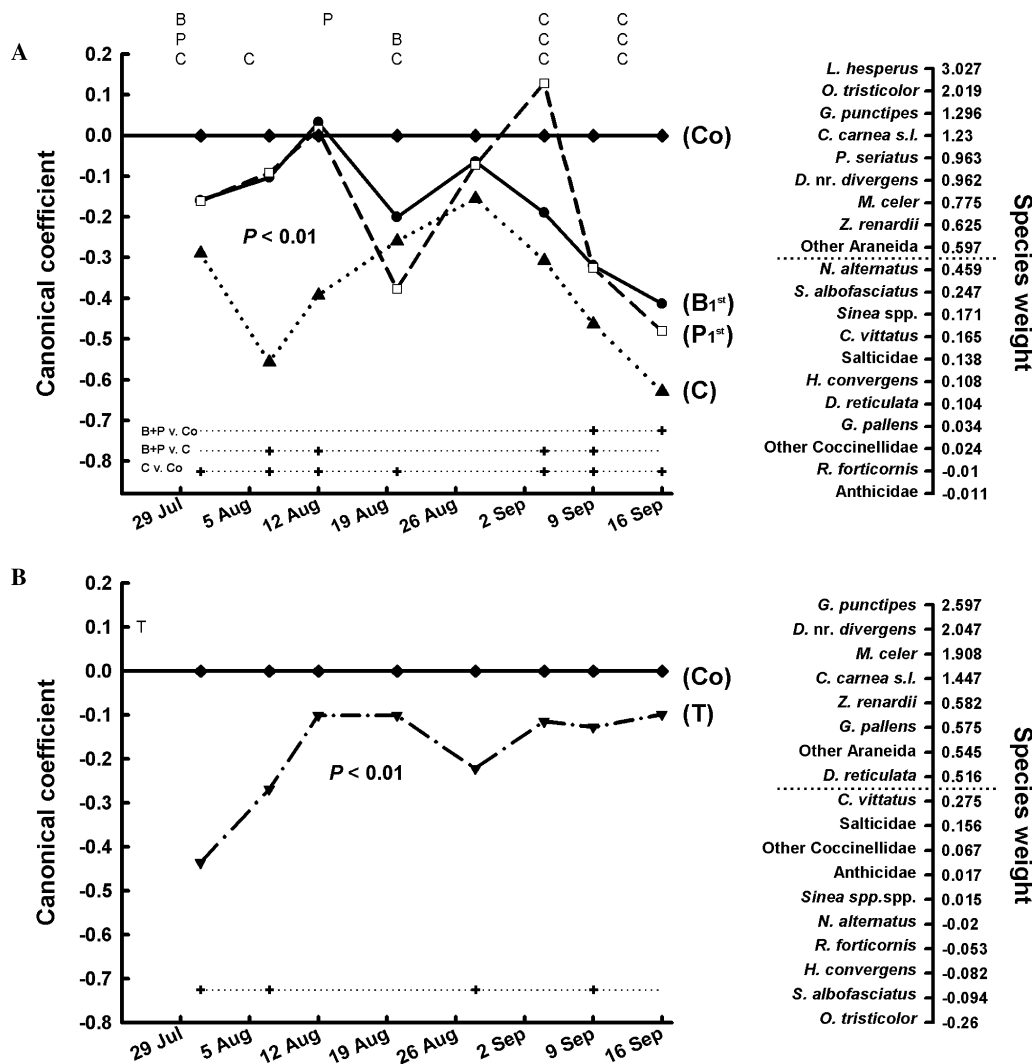 B P B C C
P B C C
C C C C C
A
0.2
0.1
0.0
-0.1
-0.2
-0.3
-0.4
-0.5
-0.6
-0.7
-0.8
Canonical coefficient
P < 0.01
(Co)
(B1st)
(P1st)
(C)
B+P v. Co
B+P v. C
C v. Co
29 Jul
5 Aug
12 Aug
19 Aug
26 Aug
2 Sep
9 Sep
16 Sep
L. hesperus 3.027
O. tristicolor 2.019
G. punctipes 1.296
C. carnea s.l. 1.23
P. seriatus 0.963
D. nr. divergens 0.962
M. celer 0.775
Z. renardii 0.625
Other Araneida 0.597
N. alternatus 0.459
S. albofasciatus 0.247
Sinea spp. 0.171
C. vittatus 0.165
Salticidae 0.138
H. convergens 0.108
D. reticulata 0.104
G. pallens 0.034
Other Coccinellidae 0.024
R. forticornis -0.01
Anthicidae -0.011
Species weight
B
0.2
0.1
0.0
-0.1
-0.2
-0.3
-0.4
-0.5
-0.6
-0.7
-0.8
Canonical coefficient
T
P < 0.01
(Co)
(T)
29 Jul
5 Aug
12 Aug
19 Aug
26 Aug
2 Sep
9 Sep
16 Sep
G. punctipes 2.597
D. nr. divergens 2.047
M. celer 1.908
C. carnea s.l. 1.447
Z. renardii 0.582
G. pallens 0.575
Other Araneida 0.545
D. reticulata 0.516
C. vittatus 0.275
Salticidae 0.156
Other Coccinellidae 0.067
Anthicidae 0.017
Sinea spp.spp. 0.015
N. alternatus -0.02
R. forticornis -0.053
H. convergens -0.082
S. albofasciatus -0.094
O. tristicolor -0.26
Species weight